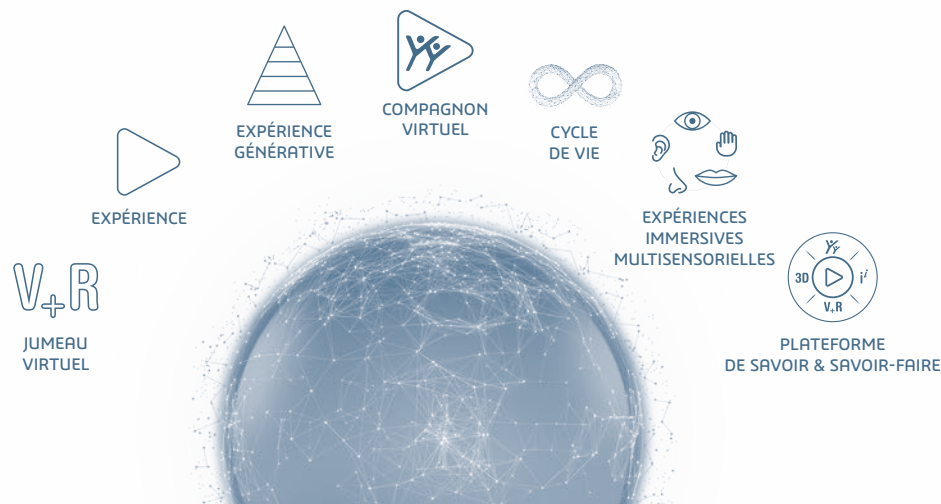 EXPÉRIENCE
GÉNÉRATIVE
COMPAGNON
VIRTUEL
CYCLE
DE VIE
EXPÉRIENCE
EXPÉRIENCES
IMMERSIVES
MULTISENSORIELLES
V+R
JUMEAU
VIRTUEL
3D
i
V+R
PLATEFORME
DE SAVOIR & SAVOIR-FAIRE